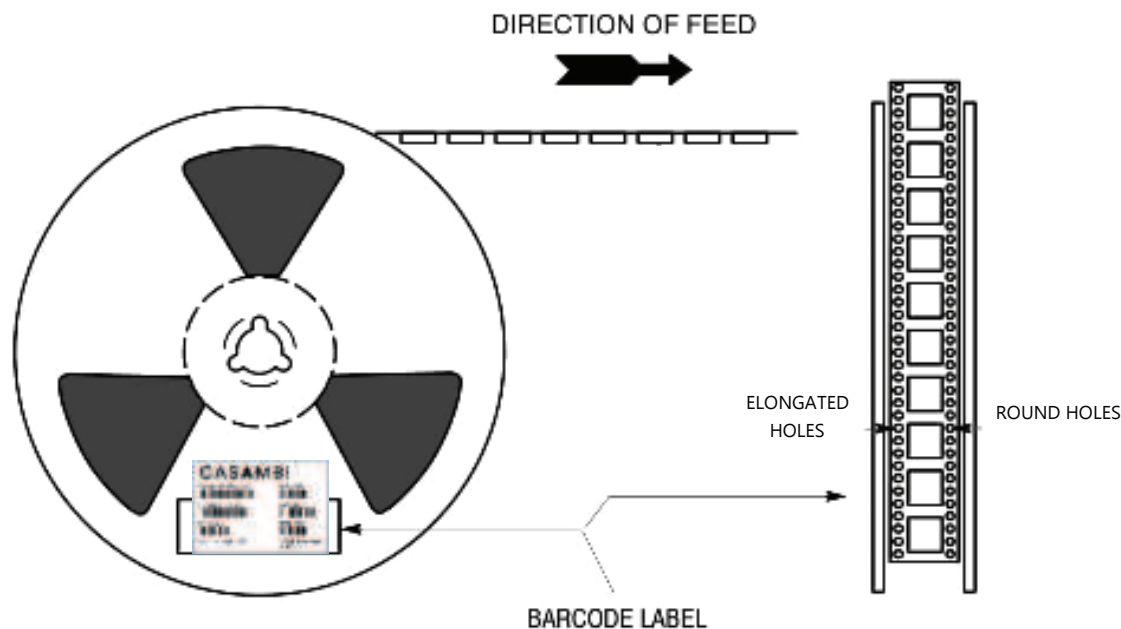 DIRECTION OF FEED
ELONGATED
HOLES
ROUND HOLES
CASAMBI
BARCODE LABEL